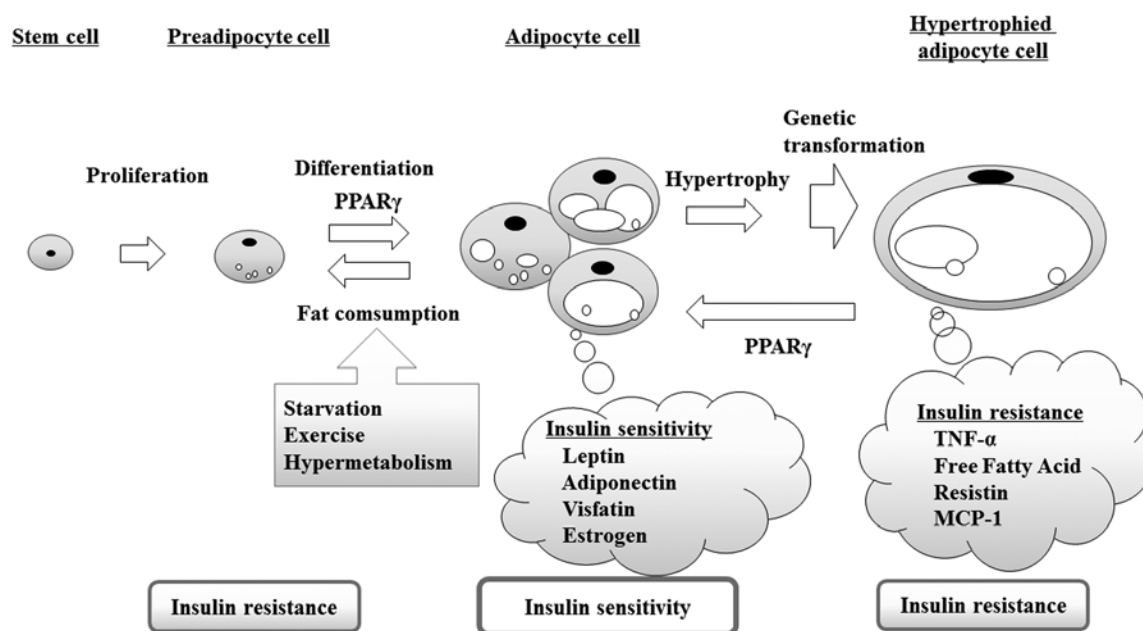 Stem cell
Preadipocyte cell
Adipocyte cell
Hypertrophied
adipocyte cell
Proliferation
Differentiation
PPARγ
Hypertrophy
Genetic
transformation
Fat comsumption
PPARγ
Starvation
Exercise
Hypermetabolism
Insulin sensitivity
Leptin
Adiponectin
Visfatin
Estrogen
Insulin resistance
TNF-α
Free Fatty Acid
Resistin
MCP-1
Insulin resistance
Insulin sensitivity
Insulin resistance